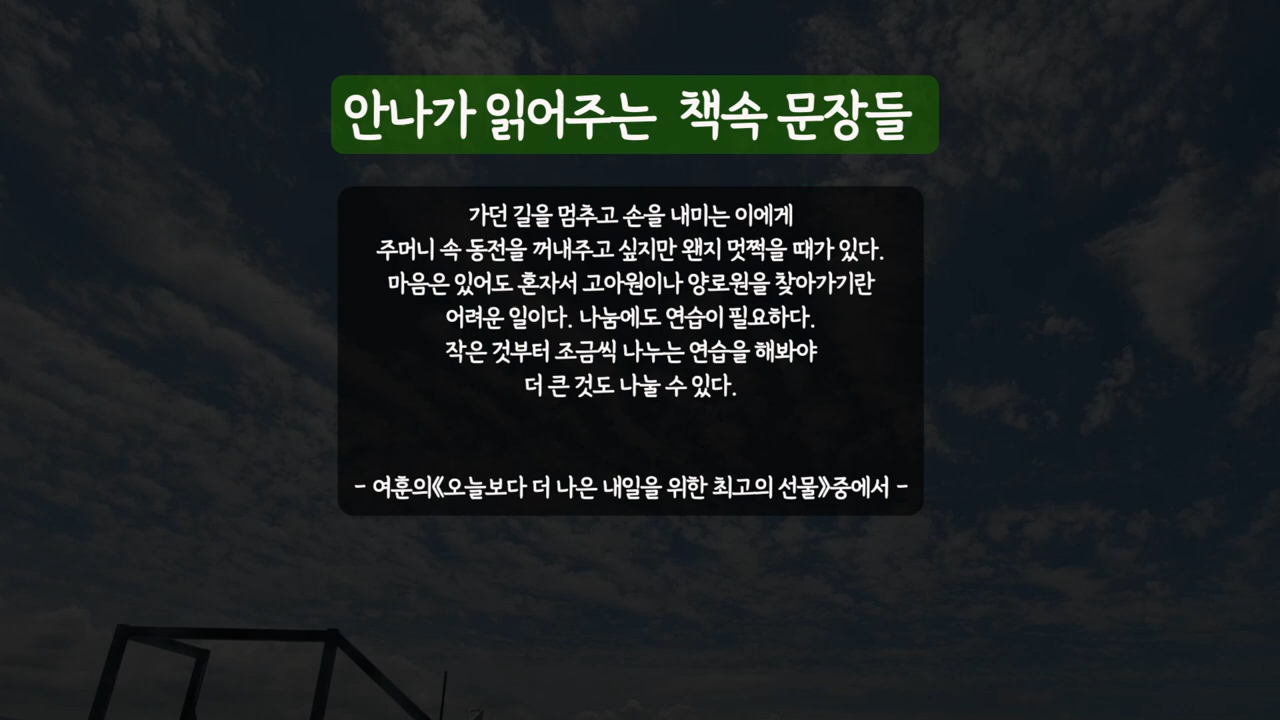 안나가 읽어주는 책속 문장들
가던 길을 멈추고 손을 내미는 이에게
주머니 속 동전을 꺼내주고 싶지만 왠지 멋쩍을 때가 있다.
마음은 있어도 혼자서 고아원이나 양로원을 찾아가기란
어려운 일이다. 나눔에도 연습이 필요하다.
작은 것부터 조금씩 나누는 연습을 해봐야
더 큰 것도 나눌 수 있다.
- 여훈의《오늘보다 더 나은 내일을 위한 최고의 선물》중에서 -